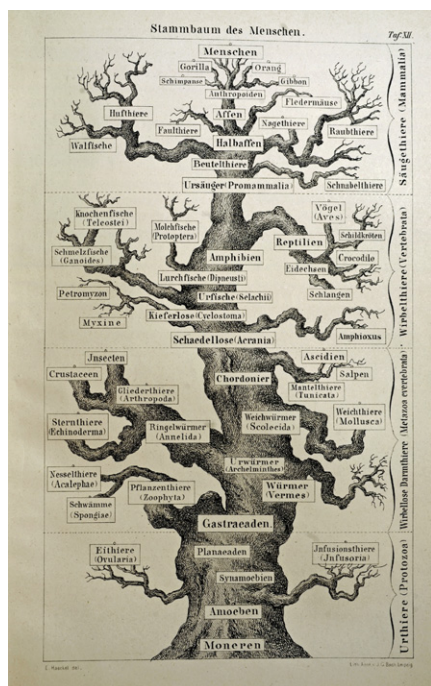 Stammbaum des Menschen.
Taf. XII.
Menschen
Gorilla
Orang
Schimpanse
Gibbon
Anthropoiden
Fledermäuse
Affen
Hufthiere
Faulthiere
Nagethiere
Raubthiere
Walfische
Halbaffen
Beutelthiere
Ursäuger (Promammalia)
Schnabelthiere
Säugethiere (Mammalia)
Knochenfische
(Teleostei)
Molchfische
(Protoptera)
Vögel
(Aves)
Reptilien
Schildkröten
Schmelzfische
(Ganoides)
Amphibien
Crocodile
Eidechsen
Lurchfische (Dipneusti)
Petromyzon
Urfische (Selachii)
Schlangen
Kieferlose (Cyclostoma)
Myxine
Amphioxus
Schaedellose (Acrania)
Wirbelthiere (Vertebrata)
Jnsecten
Ascidien
Crustaceen
Salpen
Chordonier
Gliederthiere
(Arthropoda)
Mantelthiere
(Tunicata)
Sternthiere
(Echinoderma)
Weichwürmer
(Scolecida)
Weichthiere
(Mollusca)
Ringelwürmer
(Annelida)
Urwürmer
(Archelminthes)
Nesselthiere
(Acalephae)
Pflanzenthiere
(Zoophyta)
Würmer
(Vermes)
Schwämme
(Spongiae)
Gastraeaden.
Wirbellose Darmthiere (Metazoa evertebrata)
Eithiere
(Ovularia)
Planaeaden
Jnfusionsthiere
(Jnfusoria)
Synamoebien
Amoeben
Moneren
Urthiere (Protozoa)
E. Haeckel del.